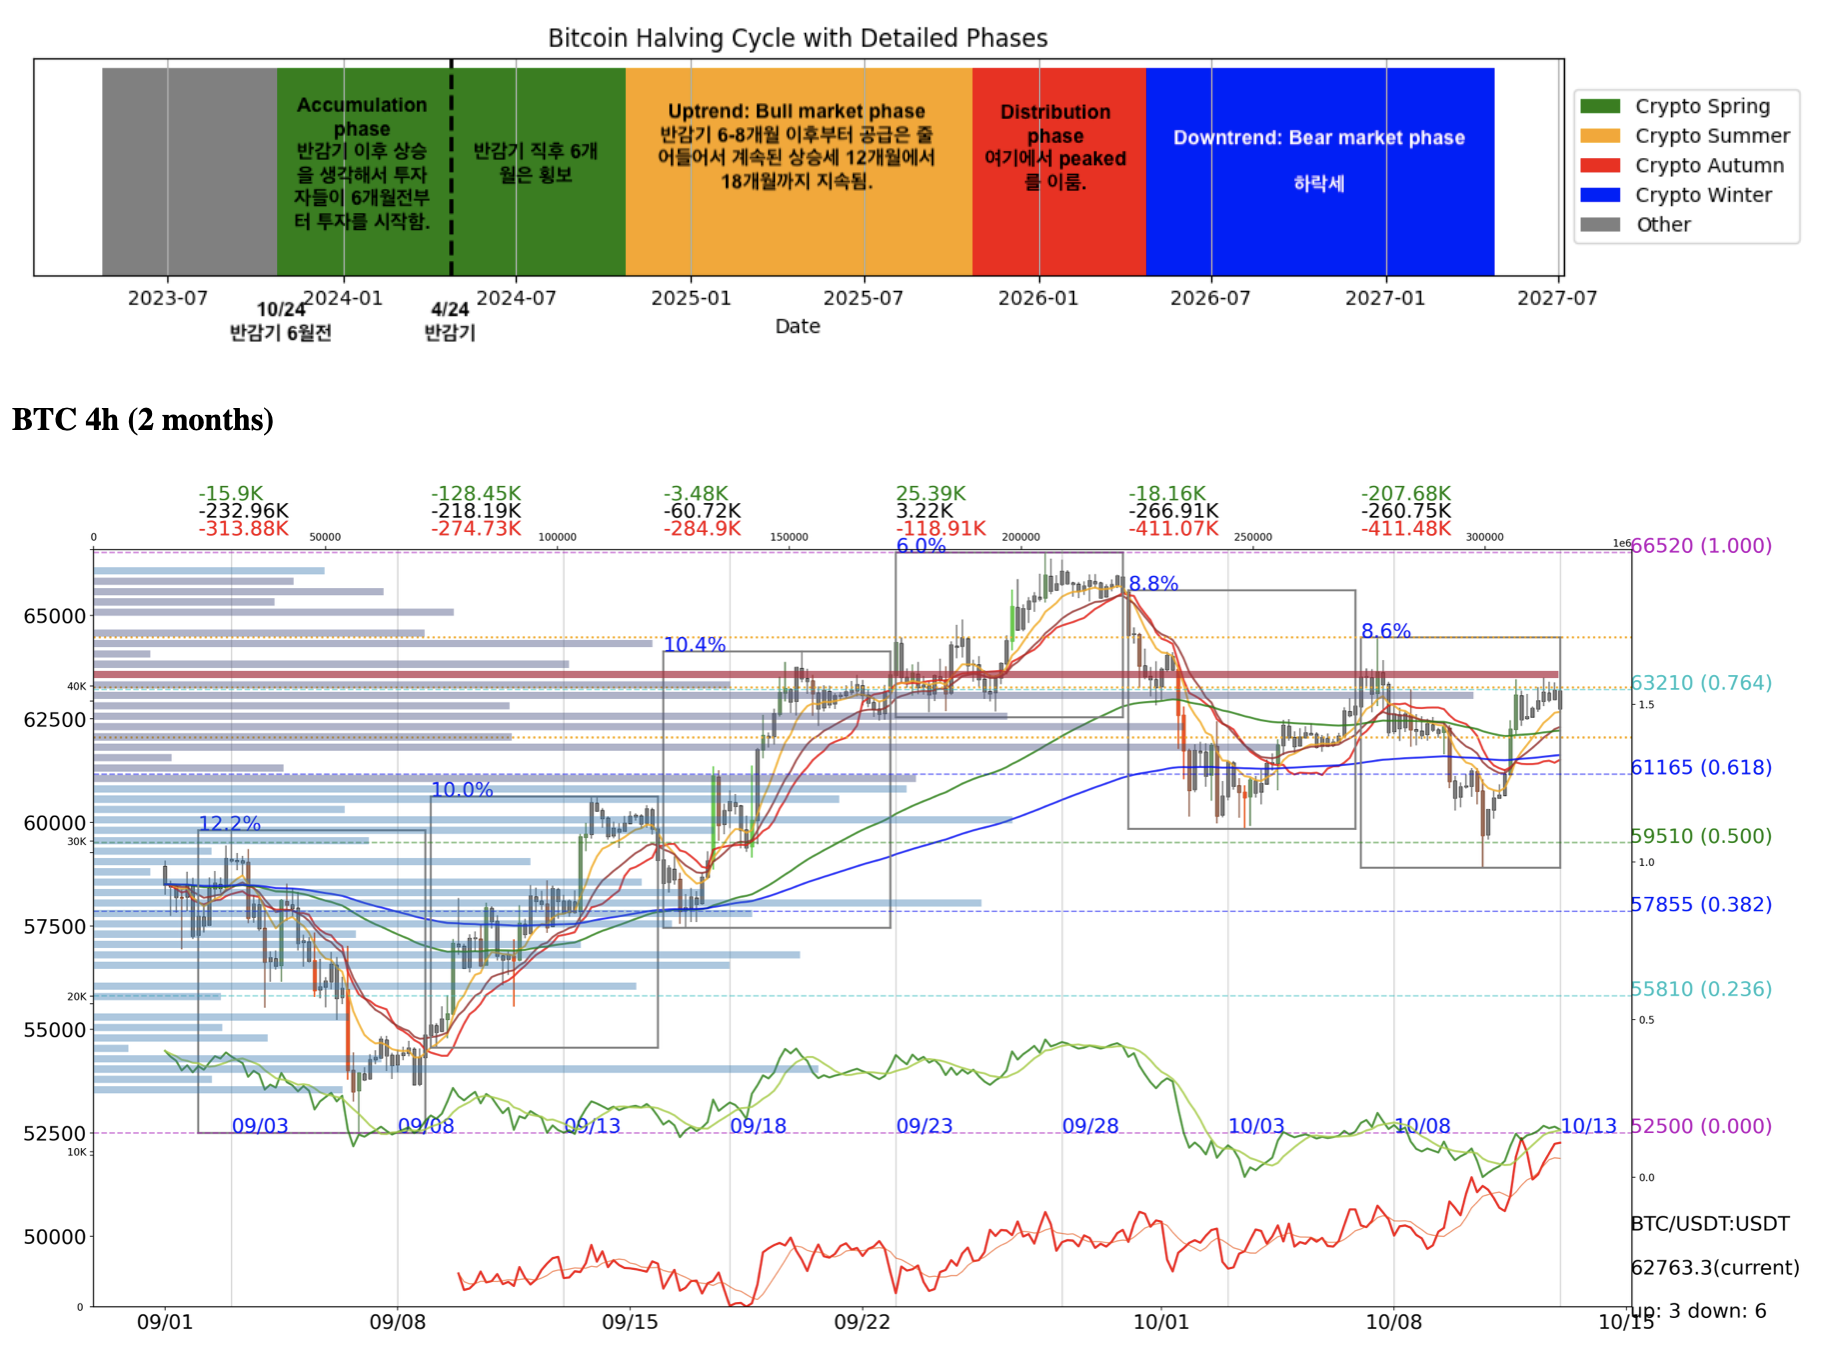 Bitcoin Halving Cycle with Detailed Phases
Accumulation
phase
반감기 이후 상승
을 생각해서 투자
자들이 6개월전부
터 투자를 시작함.
반감기 직후 6개
월은 횡보
Uptrend: Bull market phase
반감기 6-8개월 이후부터 공급은 줄
어들어서 계속된 상승세 12개월에서
18개월까지 지속됨.
Distribution
phase
여기에서 peaked
를 이룸.
Downtrend: Bear market phase
하락세
Crypto Spring
Crypto Summer
Crypto Autumn
Crypto Winter
Other
2023-07 2024-01 2024-07 2025-01 2025-07 2026-01 2026-07 2027-01 2027-07
10/24
반감기 6월전
4/24
반감기
Date
BTC 4h (2 months)
-15.9K -128.45K -3.48K 25.39K -18.16K -207.68K
-232.96K -218.19K -60.72K 3.22K -266.91K -260.75K
-313.88K -274.73K -284.9K -118.91K -411.07K -411.48K
0 50000 100000 150000 200000 250000 300000 1e6
6.0%
66520 (1.000)
8.8%
65000
10.4%
8.6%
40K
63210 (0.764)
1.5
62500
61165 (0.618)
10.0%
60000
12.2%
59510 (0.500)
30K
1.0
57500
57855 (0.382)
20K
55810 (0.236)
55000
0.5
52500
09/03 09/08 09/13 09/18 09/23 09/28 10/03 10/08 10/13
52500 (0.000)
10K
0.0
50000
BTC/USDT:USDT
62763.3(current)
up: 3 down: 6
0
09/01 09/08 09/15 09/22 10/01 10/08 10/15